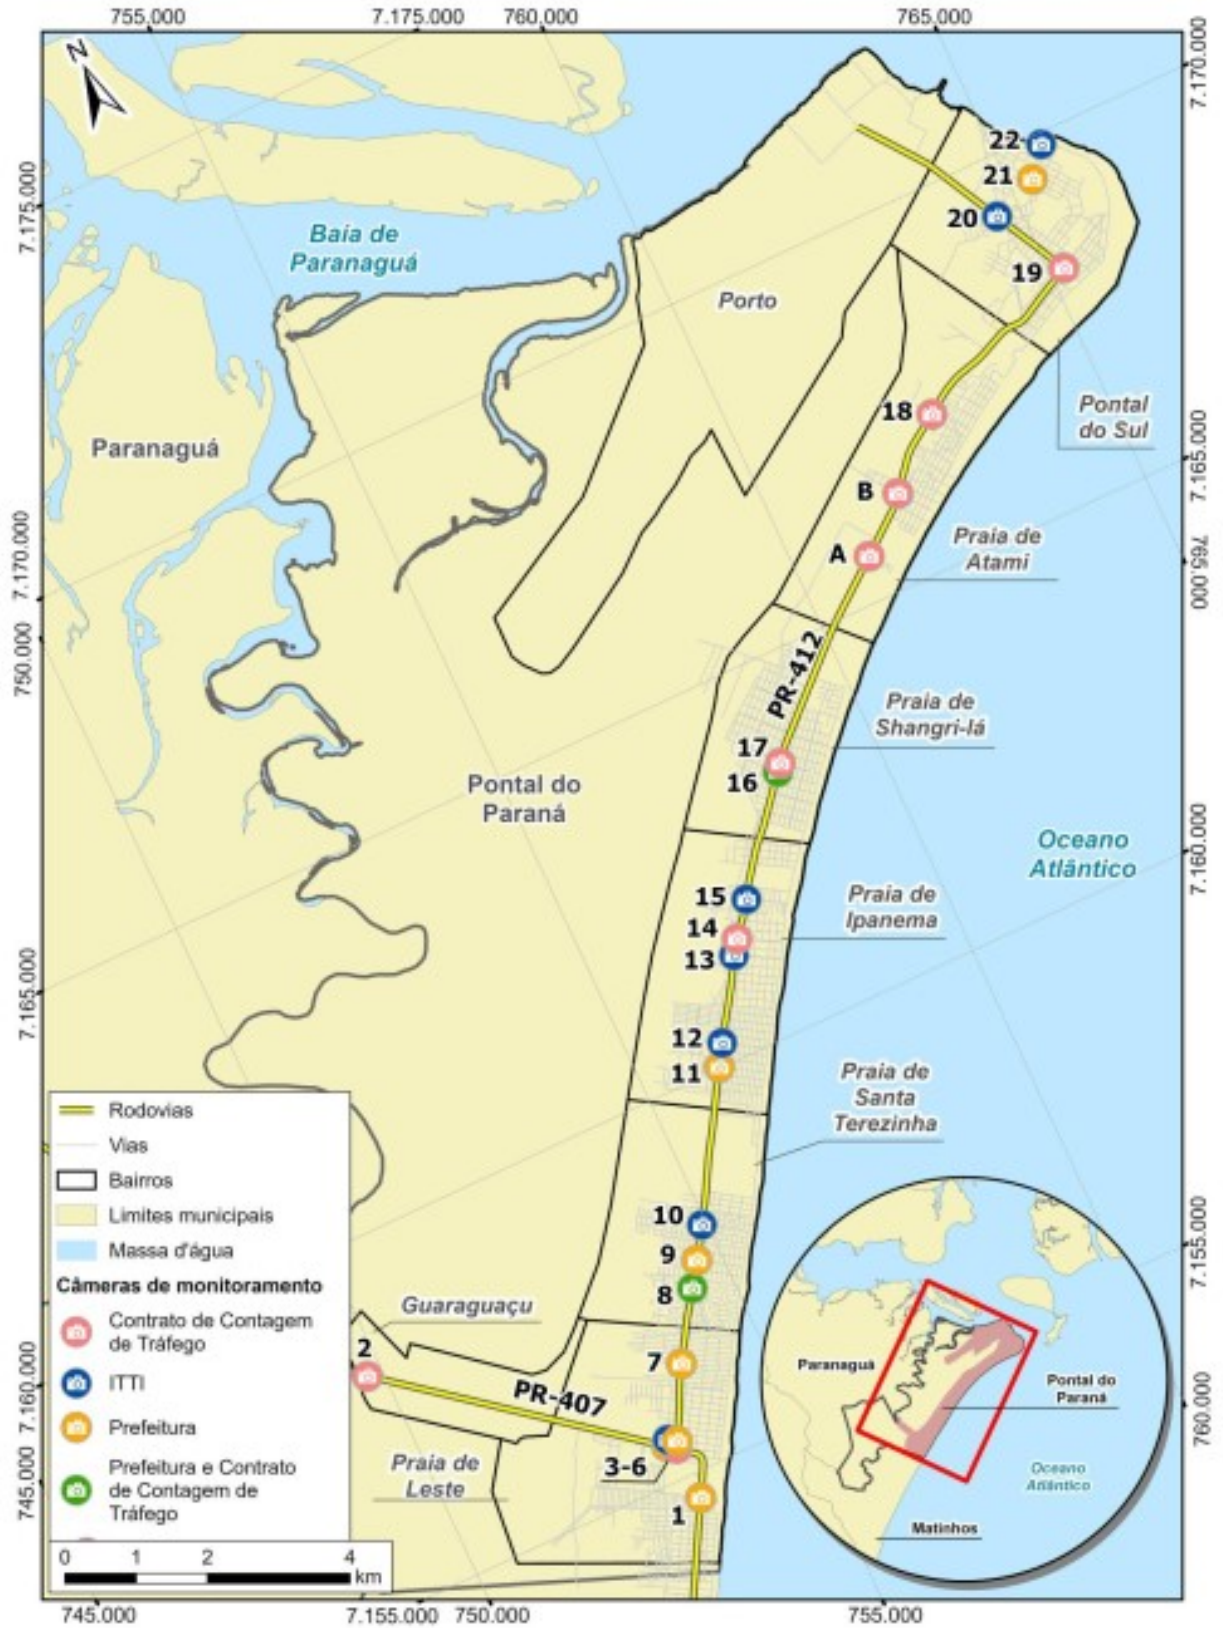 755.000
7.175.000
760.000
765.000
7.170.000
N
22
21
20
19
7.175.000
Baía de
Paranaguá
Porto
Pontal
do Sul
18
Paranaguá
7.165.000
B
Praia de
Atami
A
7.170.000
765.000
750.000
PR-412
Praia de
Shangri-lá
17
16
Pontal do
Paraná
Oceano
Atlântico
7.160.000
15
Praia de
Ipanema
14
13
7.165.000
12
11
Praia de
Santa
Terezinha
10
9
8
7.155.000
Guaraguaçu
2
7
PR-407
7.160.000
3-6
Praia de
Leste
1
745.000
760.000
Rodovias
Vias
Bairros
Limites municipais
Massa d'água
Câmeras de monitoramento
Contrato de Contagem
de Tráfego
ITTI
Prefeitura
Prefeitura e Contrato
de Contagem de
Tráfego
0 1 2 4
km
Paranaguá
Pontal do
Paraná
Oceano
Atlântico
Matinhos
745.000
7.155.000
750.000
755.000